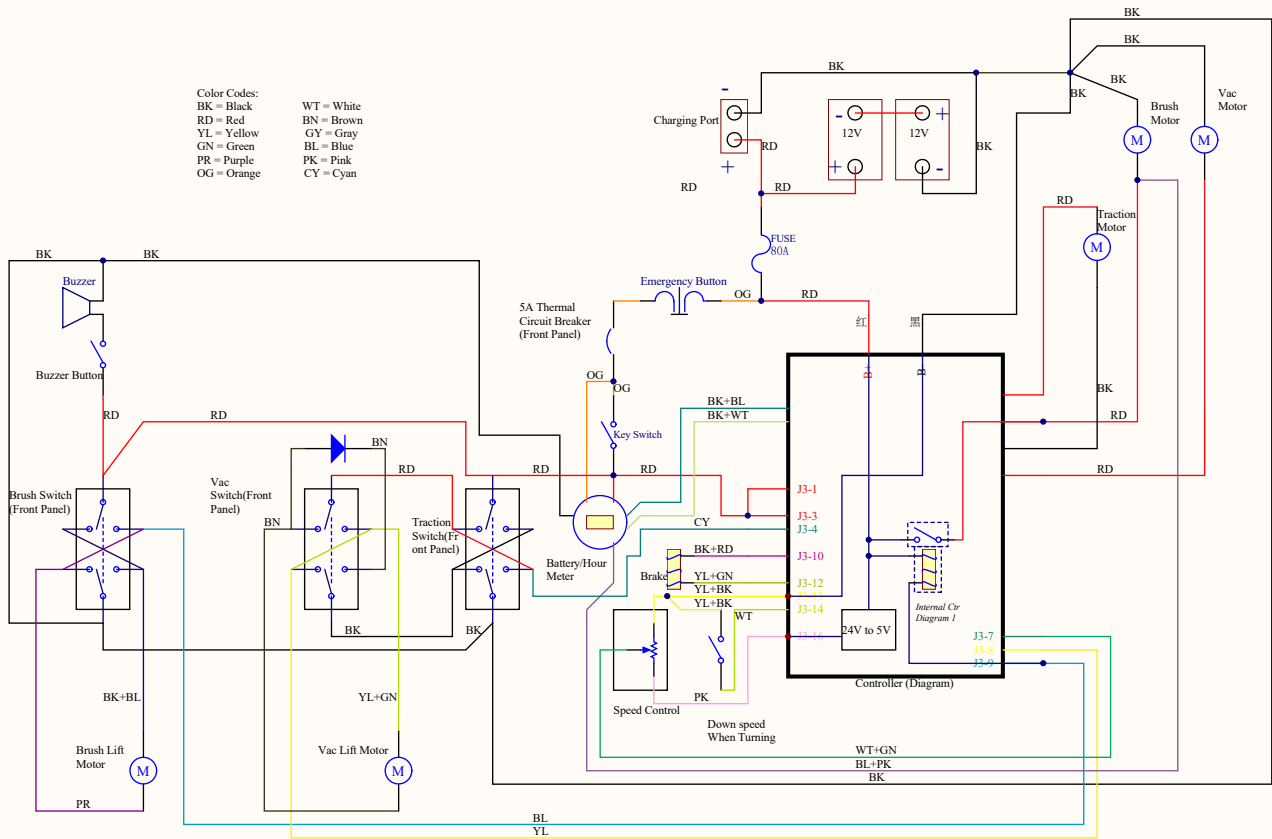 BK
BK
BK
BK
BK
Color Codes:
BK = Black
WT = White
RD = Red
BN = Brown
YL = Yellow
GY = Gray
GN = Green
BL = Blue
PR = Purple
PK = Pink
OG = Orange
CY = Cyan
-
Charging Port
+
RD
-
12V
+
12V
+
-
BK
Brush
Motor
M
Vac
Motor
M
RD
RD
RD
Traction
Motor
M
FUSE
80A
BK
BK
Buzzer
Buzzer Button
RD
Emergency Button
OG
RD
5A Thermal
Circuit Breaker
(Front Panel)
红
黑
B+
B-
OG
OG
BK+BL
BK+WT
BK
RD
RD
Key Switch
RD
BN
RD
RD
RD
Brush Switch
(Front Panel)
Vac
Switch(Front
Panel)
BN
Traction
Switch(Fr
ont Panel)
J3-1
J3-3
CY
J3-4
Battery/Hour
Meter
BK+RD
J3-10
Brake
YL+GN
J3-12
YL+BK
YL+BK
J3-14
WT
J3-16
Internal Ctr
Diagram 1
24V to 5V
J3-7
J3-8
J3-9
BK
BK
Controller (Diagram)
BK+BL
YL+GN
PK
Speed Control
Down speed
When Turning
Brush Lift
Motor
M
Vac Lift Motor
M
WT+GN
BL+PK
BK
PR
BL
YL